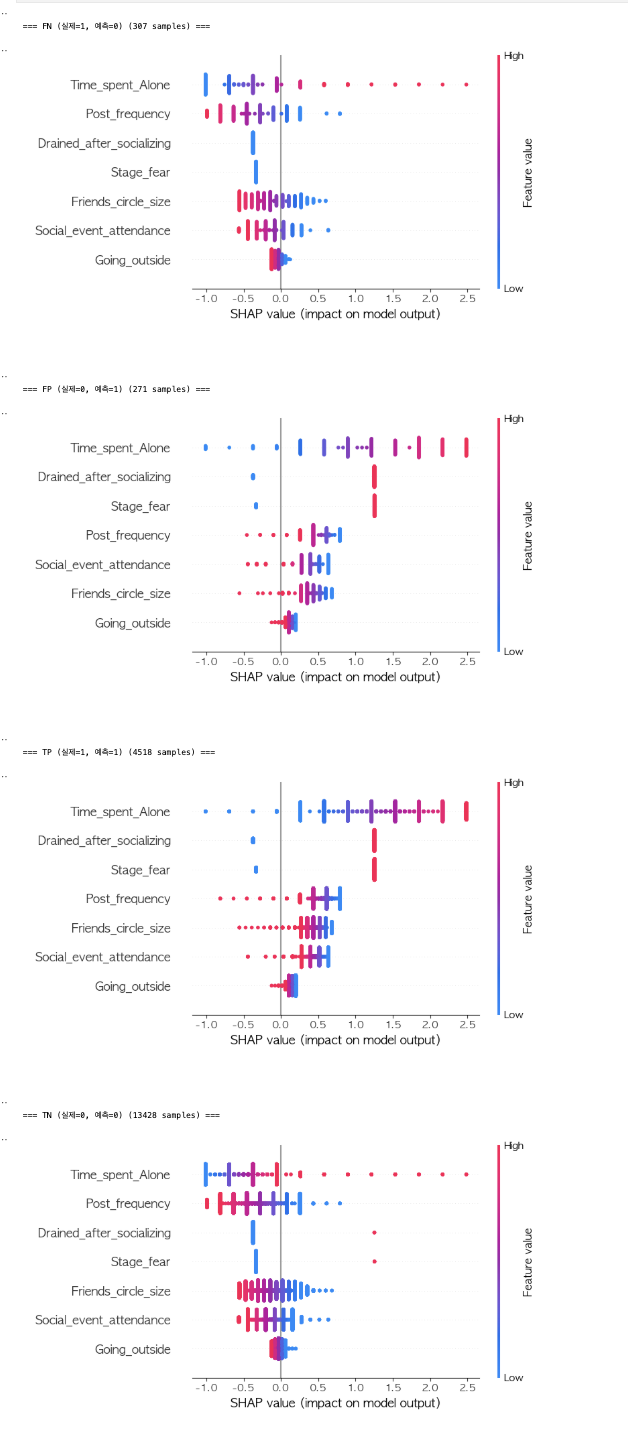 === FN (실제=1, 예측=0) (307 samples) ===
High
Time_spent_Alone
Post_frequency
Drained_after_socializing
Stage_fear
Friends_circle_size
Social_event_attendance
Going_outside
Feature value
Low
-1.0 -0.5 0.0 0.5 1.0 1.5 2.0 2.5
SHAP value (impact on model output)
=== FP (실제=0, 예측=1) (271 samples) ===
High
Time_spent_Alone
Drained_after_socializing
Stage_fear
Post_frequency
Social_event_attendance
Friends_circle_size
Going_outside
Feature value
Low
-1.0 -0.5 0.0 0.5 1.0 1.5 2.0 2.5
SHAP value (impact on model output)
=== TP (실제=1, 예측=1) (4518 samples) ===
High
Time_spent_Alone
Drained_after_socializing
Stage_fear
Post_frequency
Friends_circle_size
Social_event_attendance
Going_outside
Feature value
Low
-1.0 -0.5 0.0 0.5 1.0 1.5 2.0 2.5
SHAP value (impact on model output)
=== TN (실제=0, 예측=0) (13428 samples) ===
High
Time_spent_Alone
Post_frequency
Drained_after_socializing
Stage_fear
Friends_circle_size
Social_event_attendance
Going_outside
Feature value
Low
-1.0 -0.5 0.0 0.5 1.0 1.5 2.0 2.5
SHAP value (impact on model output)